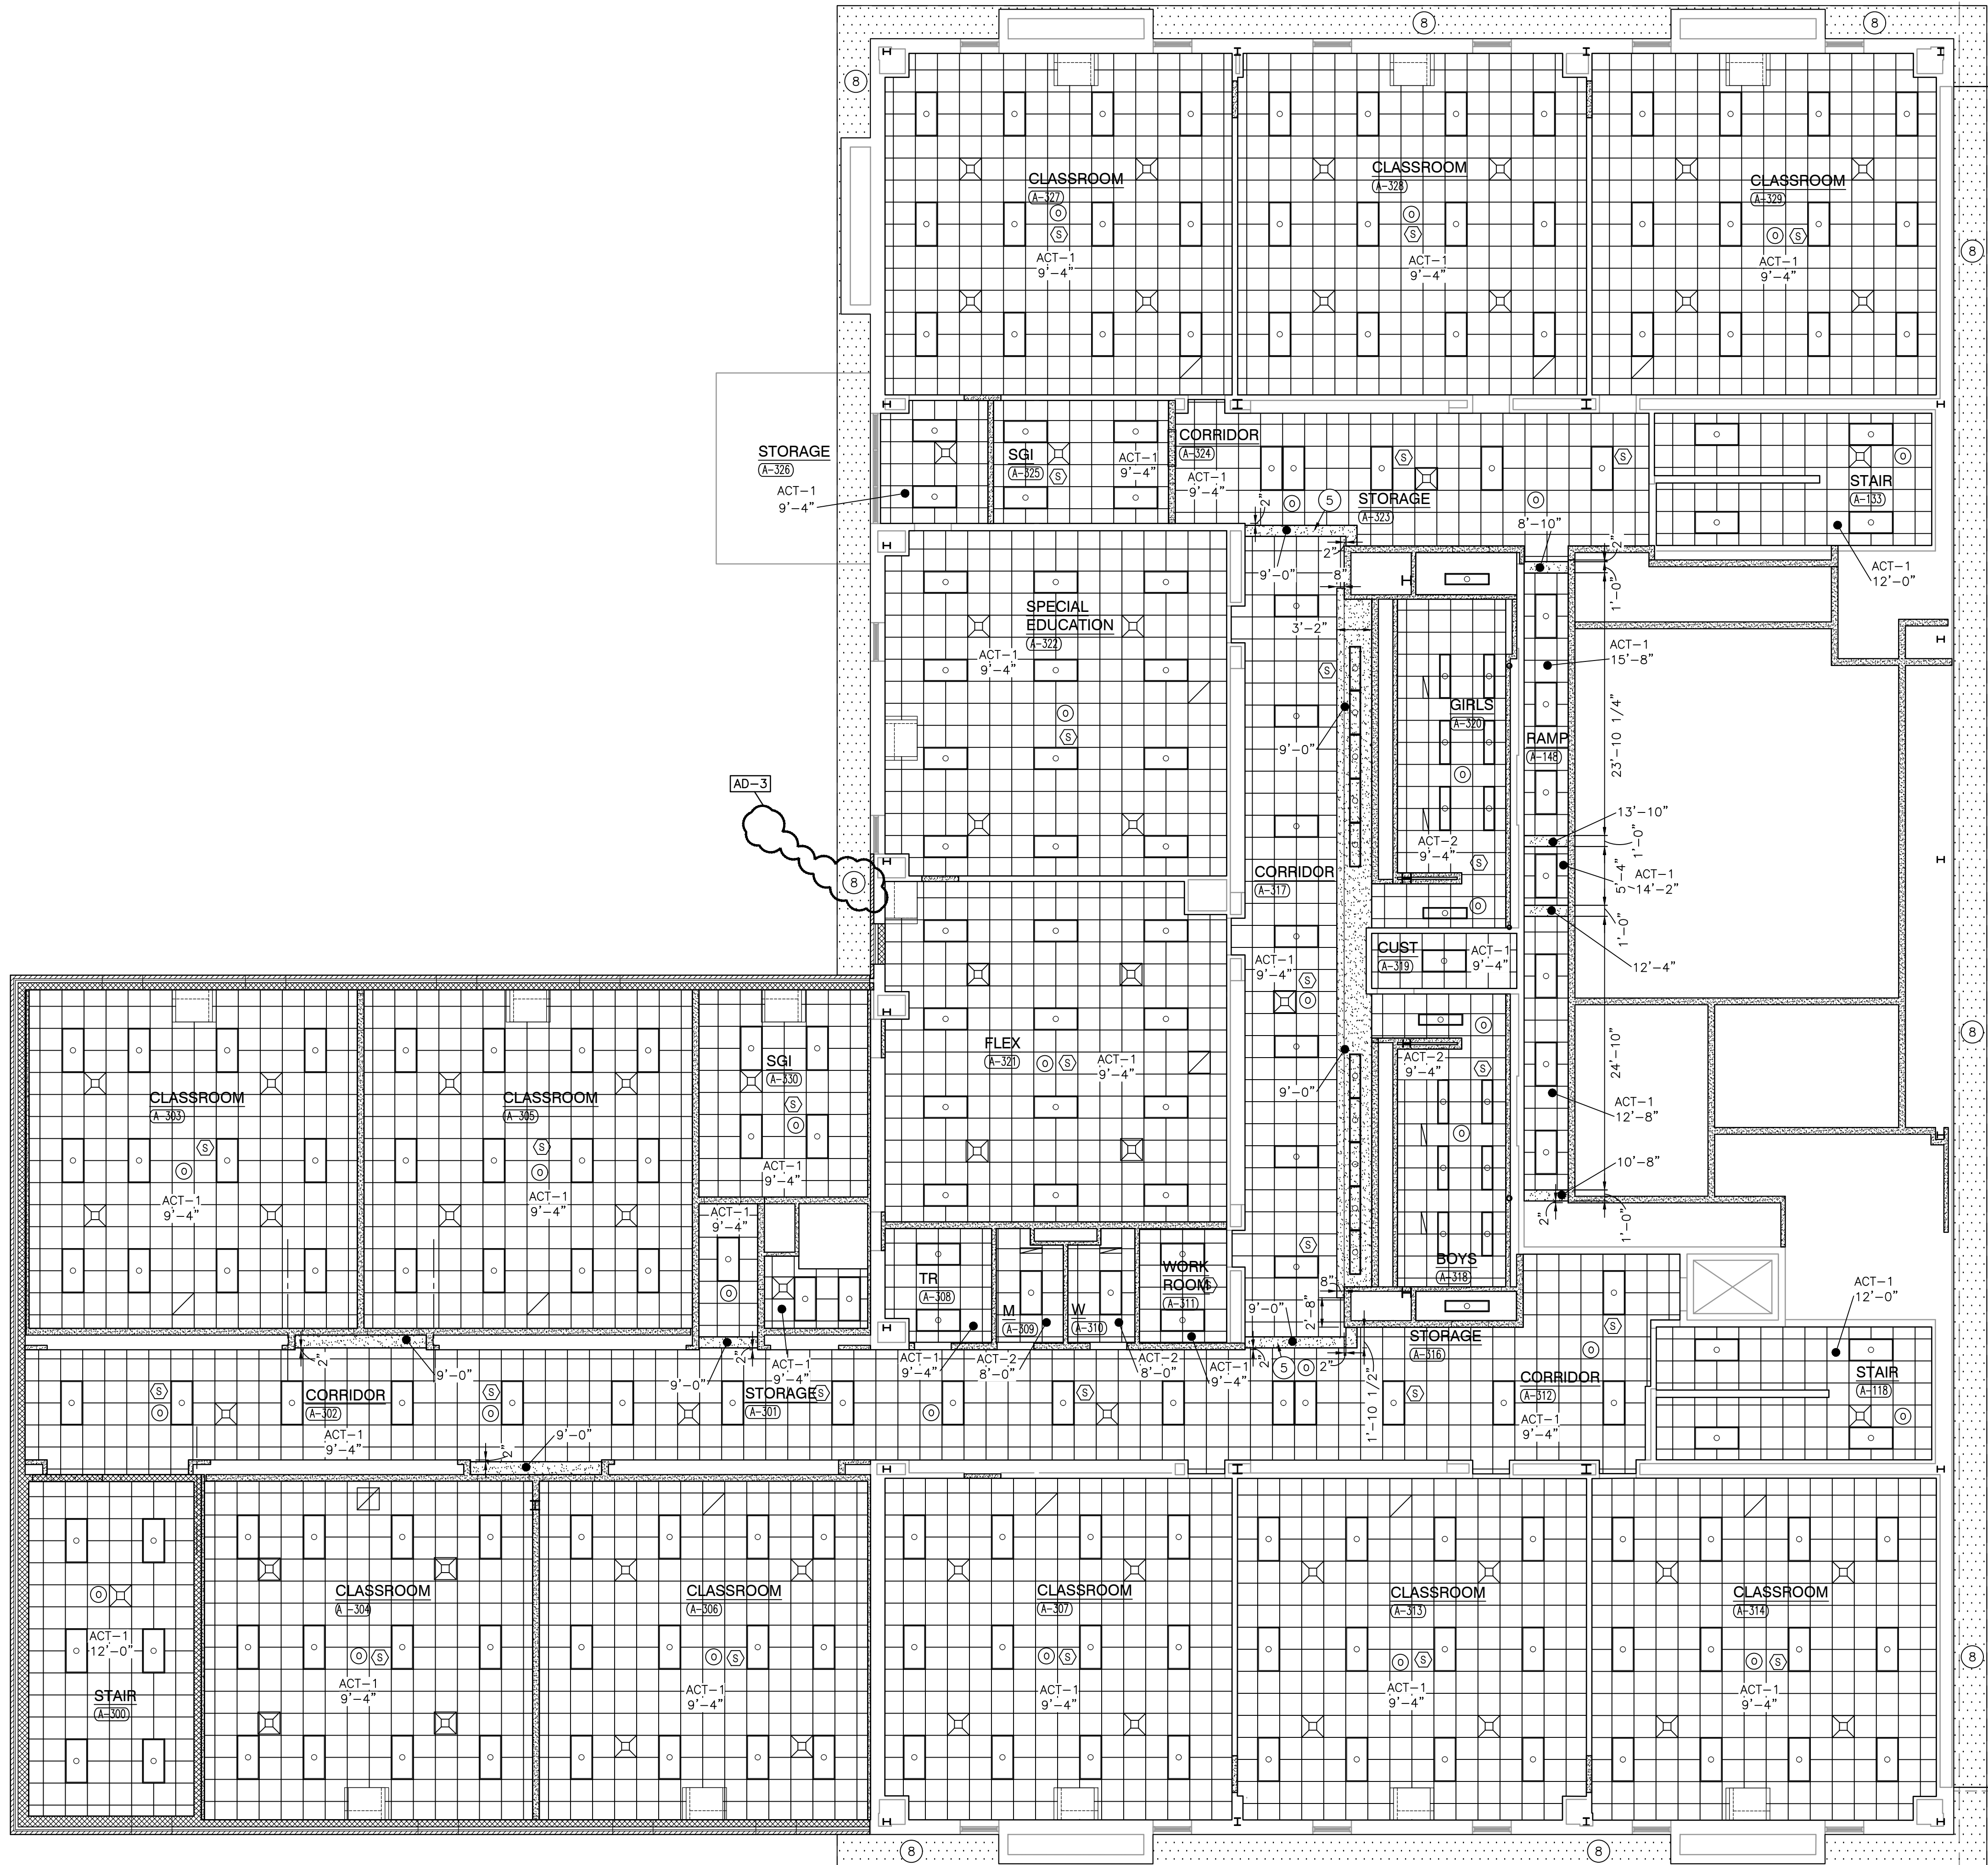 8
8
8
CLASSROOM
A-327
O
S
ACT-1
9'-4"
CLASSROOM
A-328
O
S
ACT-1
9'-4"
CLASSROOM
A-329
O
S
ACT-1
9'-4"
8
STORAGE
A-326
ACT-1
9'-4"
SGI
A-325
S
ACT-1
9'-4"
CORRIDOR
A-324
ACT-1
9'-4"
S
S
O
O
2"
5
STORAGE
A-323
STAIR
A-133
O
ACT-1
12'-0"
9'-0"
2"
8"
3'-2"
8'-10"
2"
1'-0"
SPECIAL
EDUCATION
A-322
ACT-1
9'-4"
O
S
S
9'-0"
GIRLS
A-320
O
ACT-2
9'-4"
S
O
ACT-1
15'-8"
23'-10 1/4"
RAMP
A-148
13'-10"
1'-0"
ACT-1
14'-2"
5'-4"
1'-0"
12'-4"
AD-3
8
CORRIDOR
A-317
ACT-1
9'-4"
S
O
CUST
A-319
ACT-1
9'-4"
O
ACT-2
9'-4"
S
O
9'-0"
BOYS
A-318
24'-10"
ACT-1
12'-8"
10'-8"
2"
1'-0"
8
FLEX
A-321
O
S
ACT-1
9'-4"
CLASSROOM
A-303
S
O
ACT-1
9'-4"
CLASSROOM
A-305
S
O
ACT-1
9'-4"
SGI
A-330
S
O
ACT-1
9'-4"
ACT-1
9'-4"
O
TR
A-308
M
A-309
W
A-310
WORK
ROOM
A-311
S
S
9'-0"
8"
2'-8"
STORAGE
A-316
S
O
ACT-1
12'-0"
STAIR
A-118
O
2"
9'-0"
9'-0"
2"
ACT-1
9'-4"
ACT-1
9'-4"
ACT-2
8'-0"
ACT-2
8'-0"
ACT-1
9'-4"
2"
5
O
2"
1'-10 1/2"
S
O
CORRIDOR
A-302
ACT-1
9'-4"
S
O
STORAGE
A-301
S
O
S
S
CORRIDOR
A-312
ACT-1
9'-4"
2"
9'-0"
O
ACT-1
12'-0"
STAIR
A-300
CLASSROOM
A-304
O
S
ACT-1
9'-4"
CLASSROOM
A-306
O
S
ACT-1
9'-4"
CLASSROOM
A-307
O
S
ACT-1
9'-4"
CLASSROOM
A-313
O
S
ACT-1
9'-4"
CLASSROOM
A-314
O
S
ACT-1
9'-4"
8
8
8